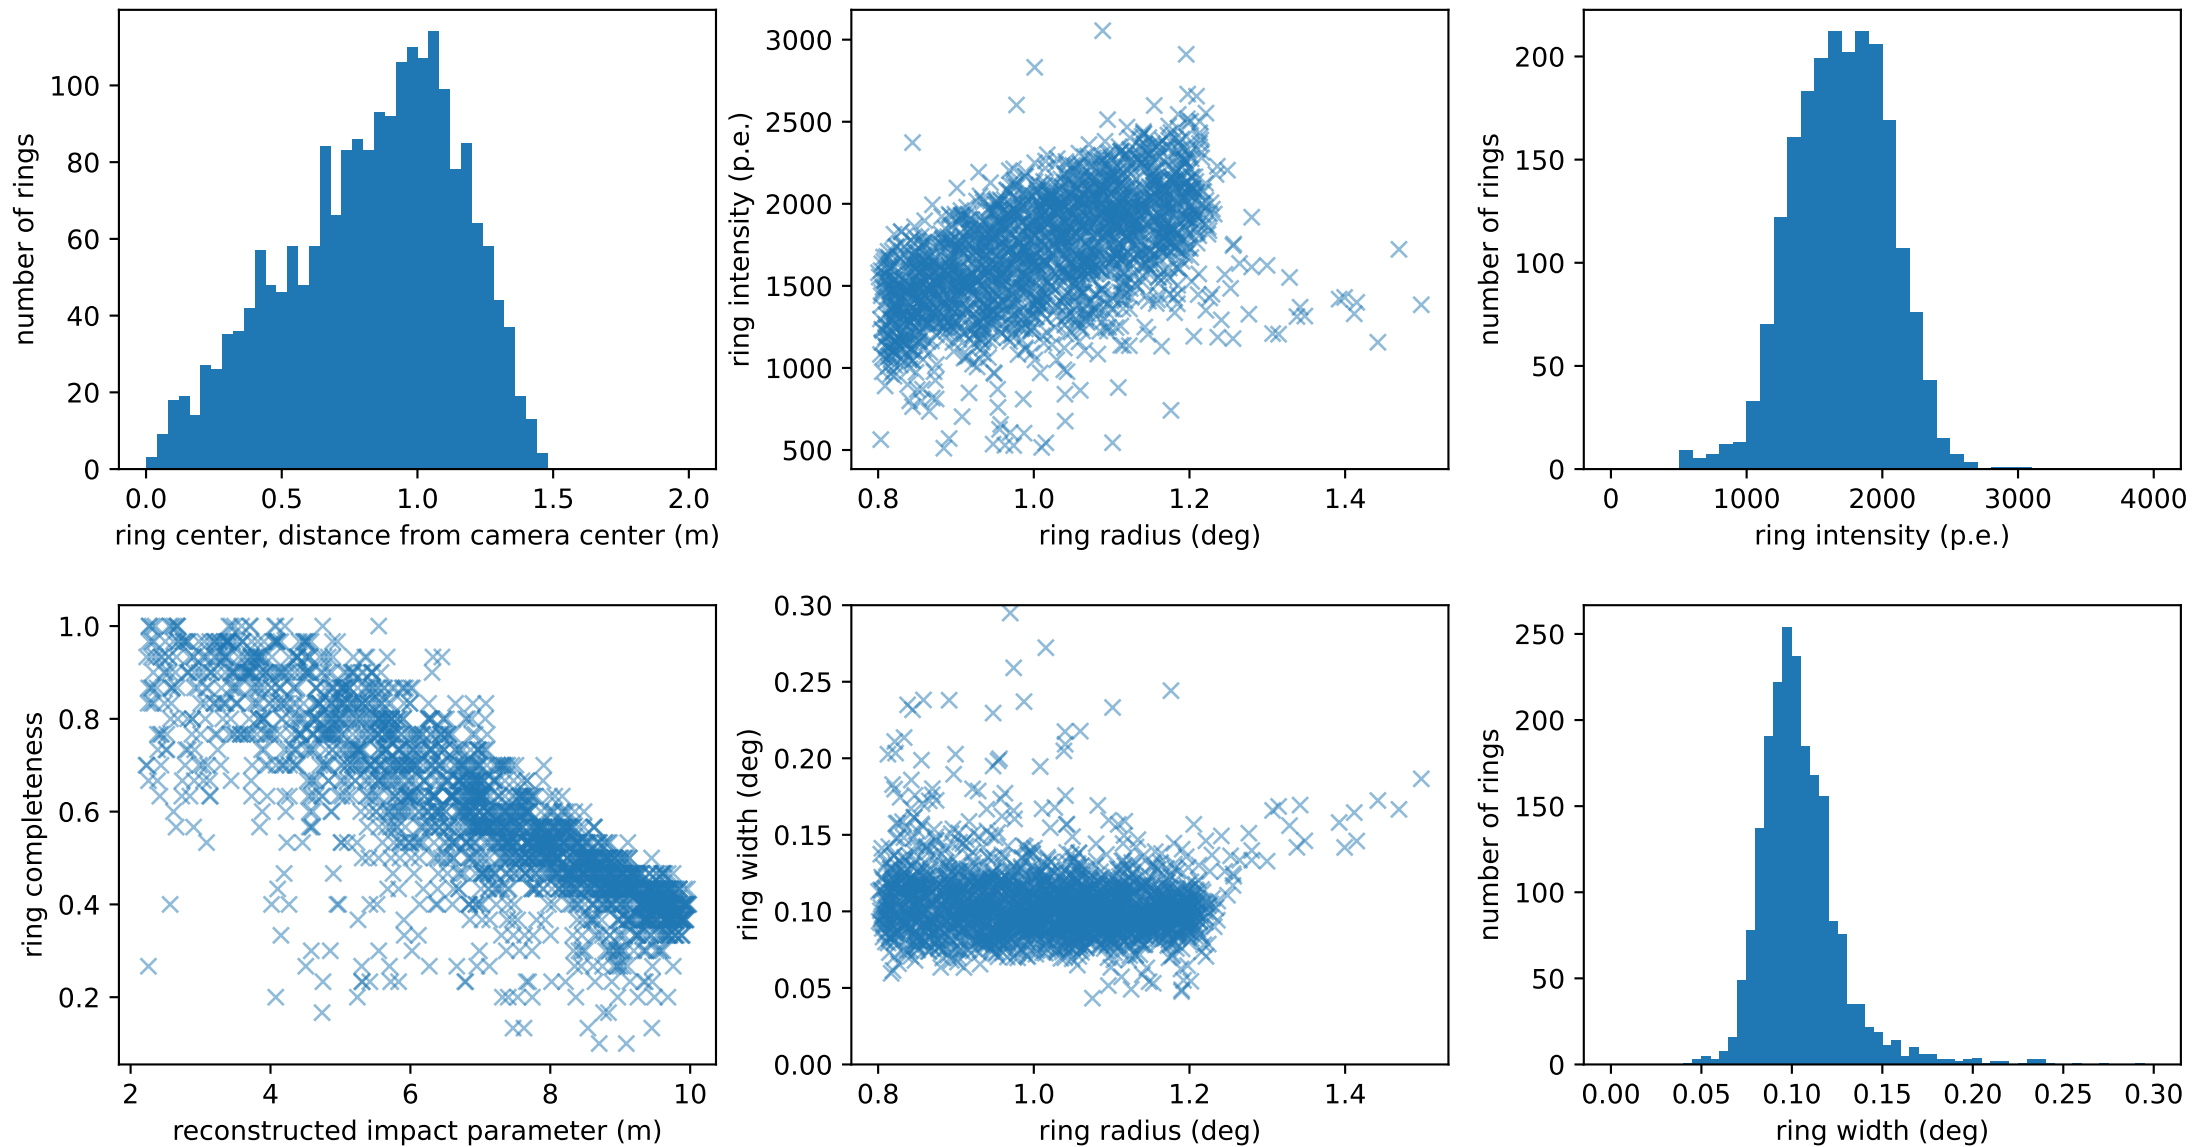 number of rings
100
80
60
40
20
0
0.0 0.5 1.0 1.5 2.0
ring center, distance from camera center (m)
ring intensity (p.e.)
3000
2500
2000
1500
1000
500
0.8 1.0 1.2 1.4
ring radius (deg)
number of rings
200
150
100
50
0
0 1000 2000 3000 4000
ring intensity (p.e.)
ring completeness
1.0
0.8
0.6
0.4
0.2
2 4 6 8 10
reconstructed impact parameter (m)
ring width (deg)
0.30
0.25
0.20
0.15
0.10
0.05
0.00
0.8 1.0 1.2 1.4
ring radius (deg)
number of rings
250
200
150
100
50
0
0.00 0.05 0.10 0.15 0.20 0.25 0.30
ring width (deg)